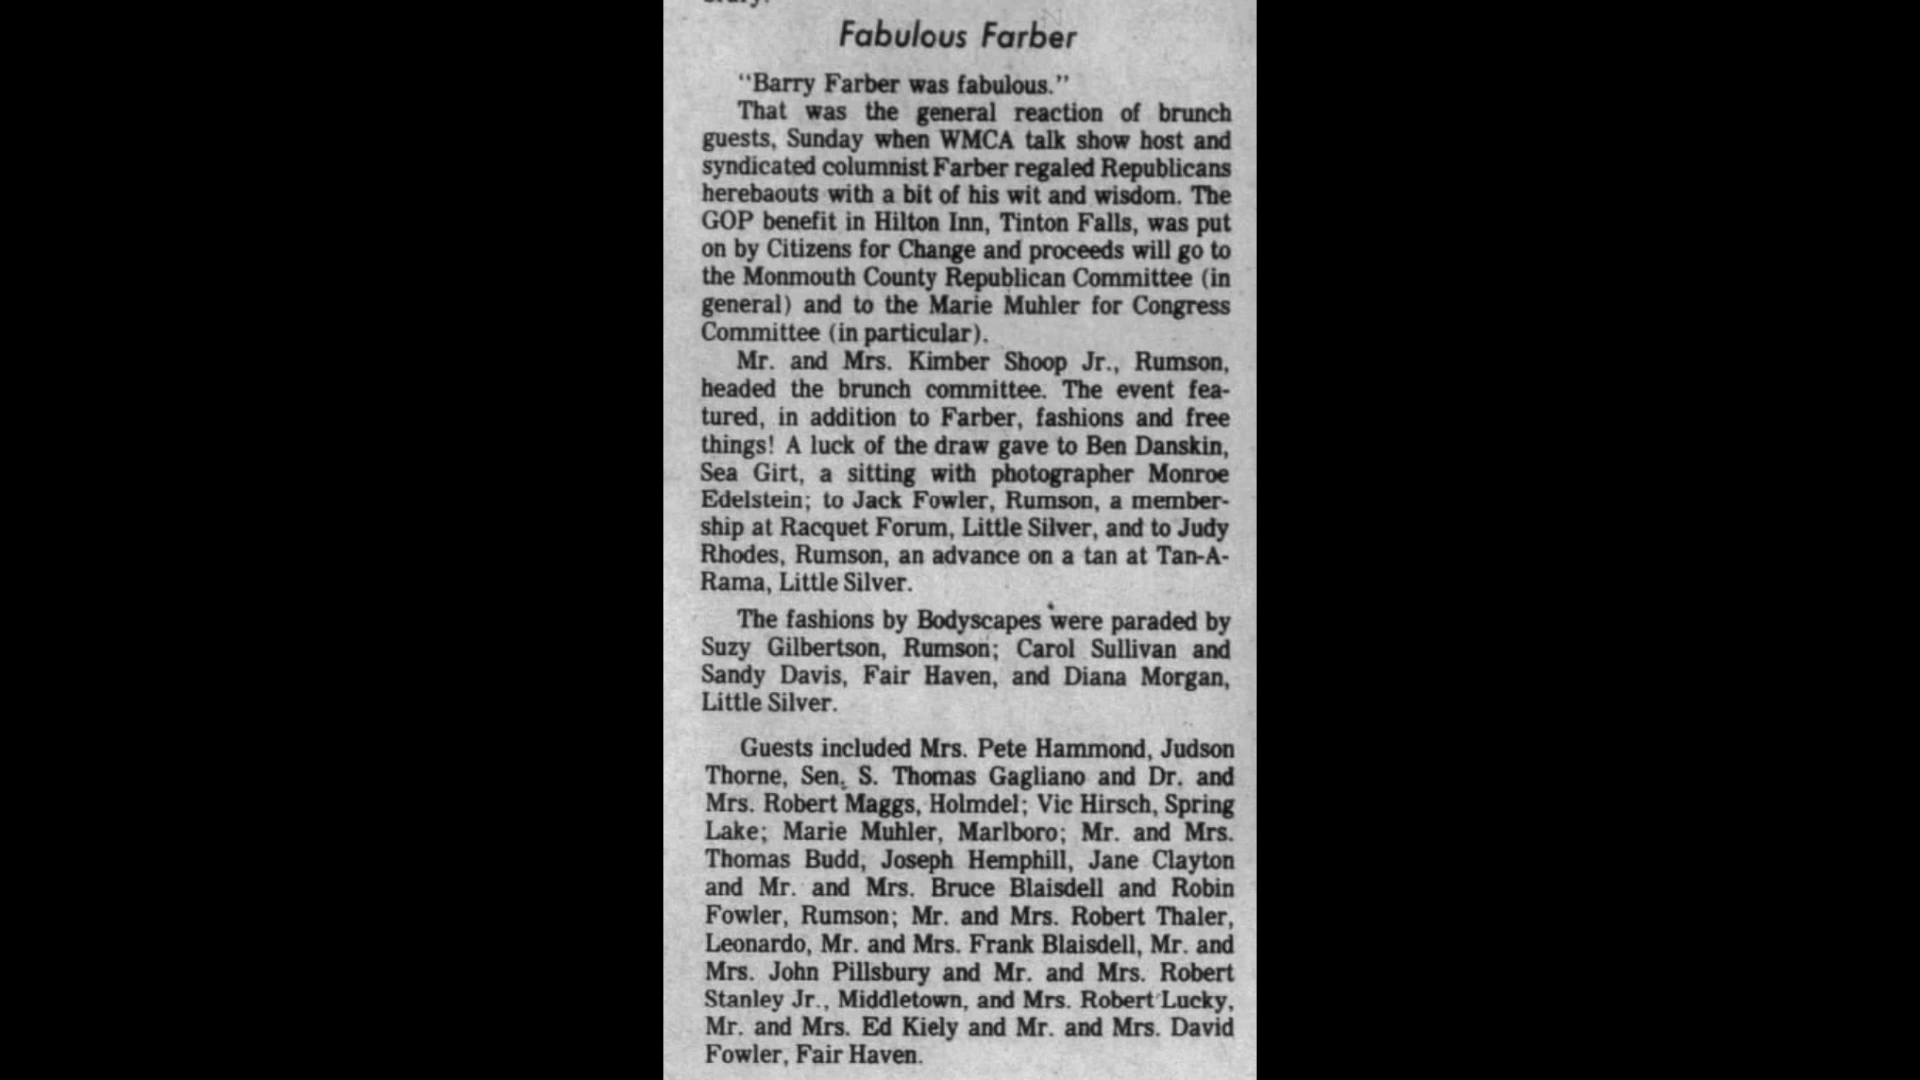 Fabulous Farber
"Barry Farber was fabulous."
That was the general reaction of brunch
guests, Sunday when WMCA talk show host and
syndicated columnist Farber regaled Republicans
herebaouts with a bit of his wit and wisdom. The
GOP benefit in Hilton Inn, Tinton Falls, was put
on by Citizens for Change and proceeds will go to
the Monmouth County Republican Committee (in
general) and to the Marie Muhler for Congress
Committee (in particular).
Mr. and Mrs. Kimber Shoop Jr., Rumson,
headed the brunch committee. The event fea-
tured, in addition to Farber, fashions and free
things! A luck of the draw gave to Ben Danskin,
Sea Girt, a sitting with photographer Monroe
Edelstein; to Jack Fowler, Rumson, a member-
ship at Racquet Forum, Little Silver, and to Judy
Rhodes, Rumson, an advance on a tan at Tan-A-
Rama, Little Silver.
The fashions by Bodyscapes were paraded by
Suzy Gilbertson, Rumson; Carol Sullivan and
Sandy Davis, Fair Haven, and Diana Morgan,
Little Silver.
Guests included Mrs. Pete Hammond, Judson
Thorne, Sen. S. Thomas Gagliano and Dr. and
Mrs. Robert Maggs, Holmdel; Vic Hirsch, Spring
Lake; Marie Muhler, Marlboro; Mr. and Mrs.
Thomas Budd, Joseph Hemphill, Jane Clayton
and Mr. and Mrs. Bruce Blaisdell and Robin
Fowler, Rumson; Mr. and Mrs. Robert Thaler,
Leonardo, Mr. and Mrs. Frank Blaisdell, Mr. and
Mrs. John Pillsbury and Mr. and Mrs. Robert
Stanley Jr., Middletown, and Mrs. Robert Lucky,
Mr. and Mrs. Ed Kiely and Mr. and Mrs. David
Fowler, Fair Haven.